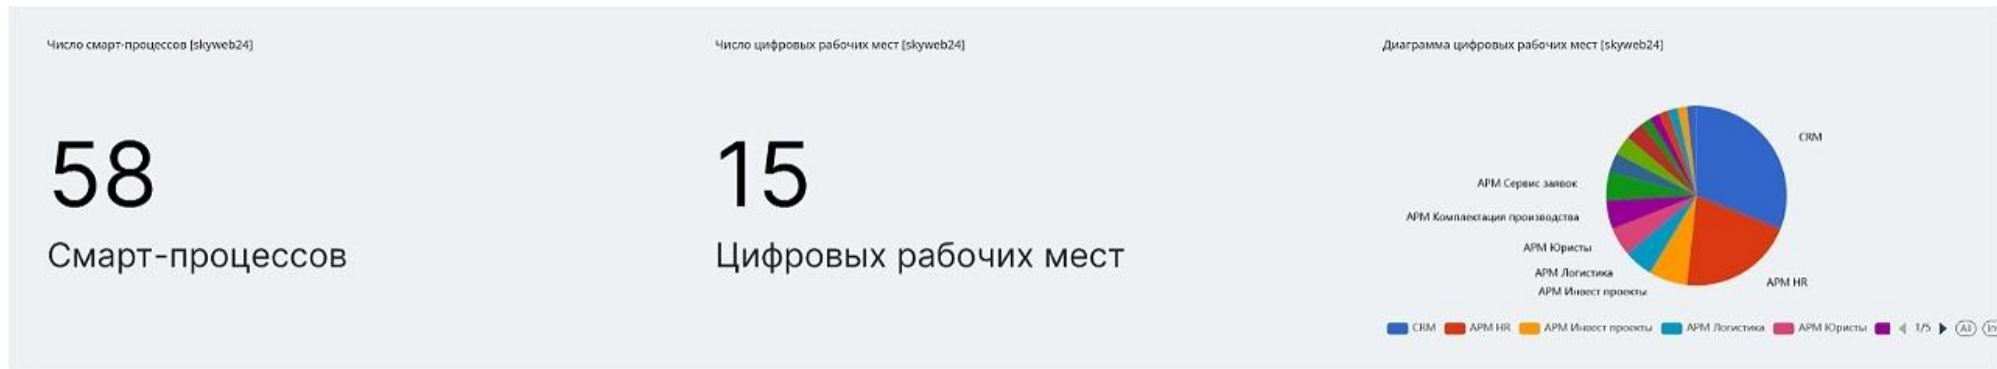 Число смарт-процессов [skyweb24]
58
Смарт-процессов
Число цифровых рабочих мест [skyweb24]
15
Цифровых рабочих мест
Диаграмма цифровых рабочих мест [skyweb24]
CRM
АРМ Сервис заявок
АРМ Комплектация производства
АРМ Юристы
АРМ Логистика
АРМ Инвест проекты
АРМ HR
CRM АРМ HR АРМ Инвест проекты АРМ Логистика АРМ Юристы 1/5 All